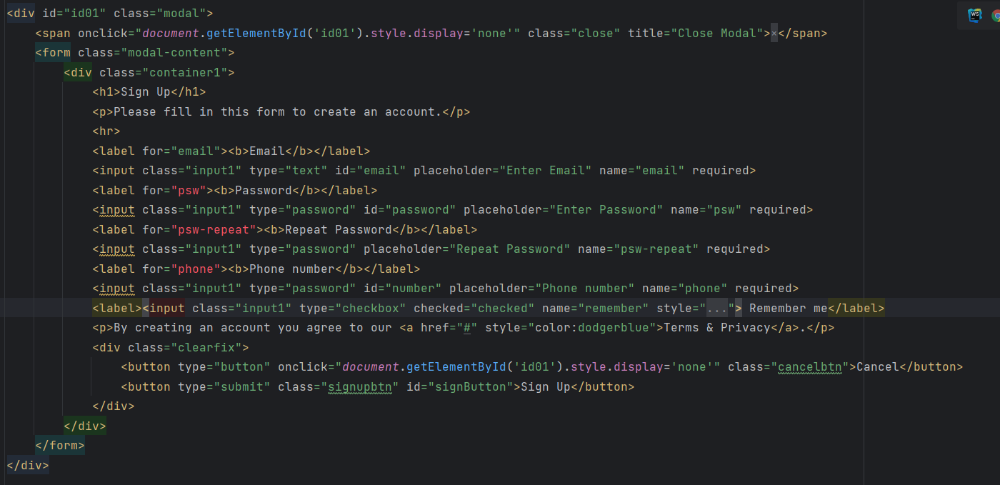 <div id="id01" class="modal">
<span onclick="document.getElementById('id01').style.display='none'" class="close" title="Close Modal">×</span>
<form class="modal-content">
<div class="container1">
<h1>Sign Up</h1>
<p>Please fill in this form to create an account.</p>
<hr>
<label for="email"><b>Email</b></label>
<input class="input1" type="text" id="email" placeholder="Enter Email" name="email" required>
<label for="psw"><b>Password</b></label>
<input class="input1" type="password" id="password" placeholder="Enter Password" name="psw" required>
<label for="psw-repeat"><b>Repeat Password</b></label>
<input class="input1" type="password" placeholder="Repeat Password" name="psw-repeat" required>
<label for="phone"><b>Phone number</b></label>
<input class="input1" type="password" id="number" placeholder="Phone number" name="phone" required>
<label><input class="input1" type="checkbox" checked="checked" name="remember" style="..."> Remember me</label>
<p>By creating an account you agree to our <a href="#" style="color:dodgerblue">Terms & Privacy</a>.</p>
<div class="clearfix">
<button type="button" onclick="document.getElementById('id01').style.display='none'" class="cancelbtn">Cancel</button>
<button type="submit" class="signupbtn" id="signButton">Sign Up</button>
</div>
</div>
</form>
</div>
WS